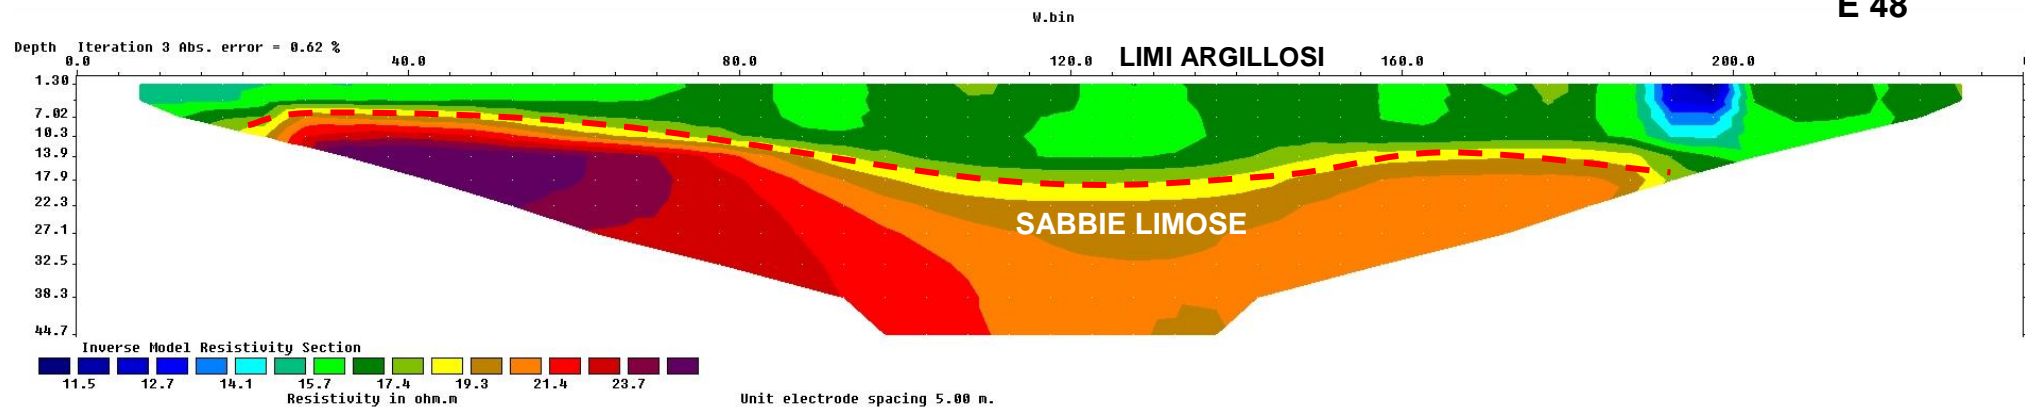 E 48
W.bin
Depth Iteration 3 Abs. error = 0.62 %
0.0 40.0 80.0 120.0 LIMI ARGILLOSI 160.0 200.0
1.30
7.02
10.3
13.9
17.9
22.3
SABBIE LIMOSE
27.1
32.5
38.3
44.7
Inverse Model Resistivity Section
11.5 12.7 14.1 15.7 17.4 19.3 21.4 23.7
Resistivity in ohm.m Unit electrode spacing 5.00 m.